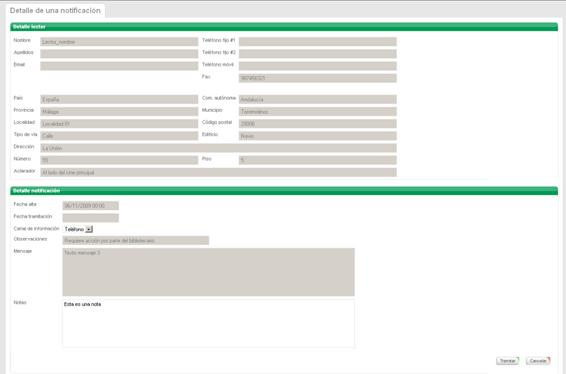 Detalle de una notificación
Detalle lector
Nombre Lector_nombre Teléfono fijo #1
Apellidos Teléfono fijo #2
Email Teléfono móvil
Fax 987456321
País España Com. autónoma Andalucía
Provincia Málaga Municipio Torremolinos
Localidad Localidad 01 Código postal 28006
Tipo de vía Calle Edificio Naves
Dirección La Unión
Número 55 Piso 5
Aclarador Al lado del cine principal
Detalle notificación
Fecha alta 06/11/2009 00:00
Fecha tramitación
Canal de información Teléfono
Observaciones Requiere acción por parte del bibliotecario
Mensaje Texto mensaje 3
Notas Esta es una nota
Tramitar Cancelar